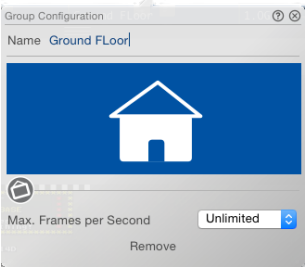 Group Configuration
Name Ground FLoor
Max. Frames per Second Unlimited
Remove